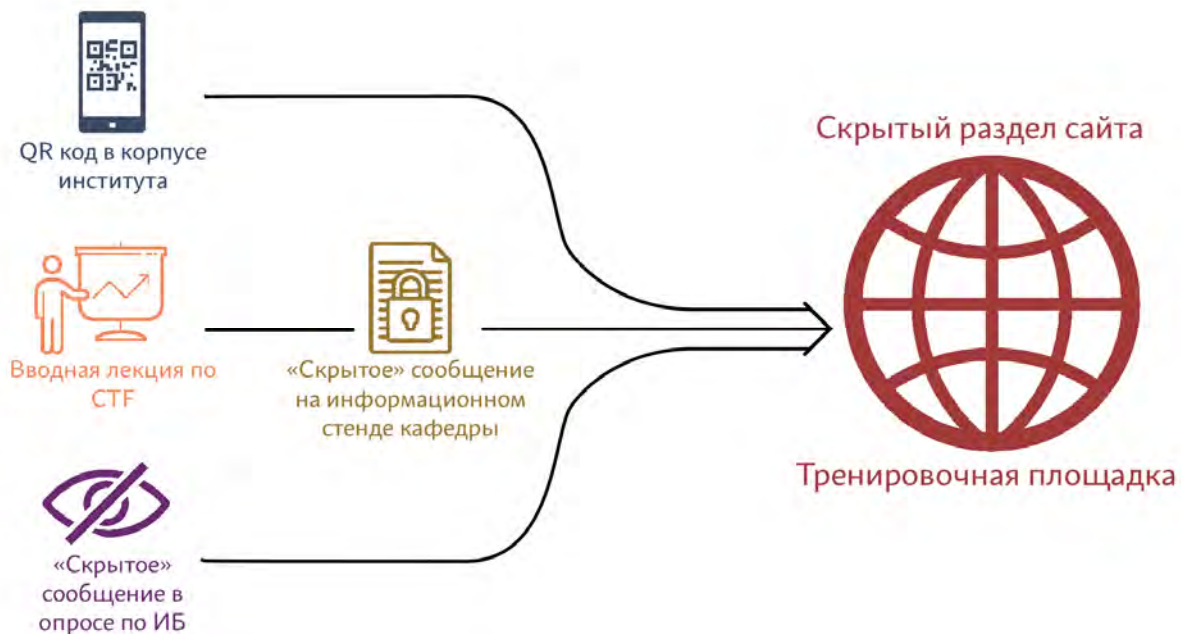 QR код в корпусе
института
Вводная лекция по
CTF
«Скрытое»
сообщение в
опросе по ИБ
«Скрытое» сообщение
на информационном
стенде кафедры
Скрытый раздел сайта
Тренировочная площадка